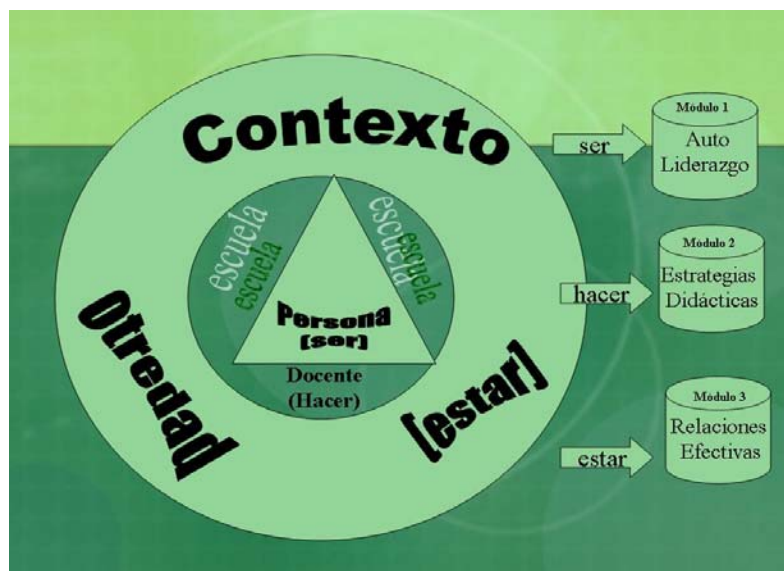 Contexto
Otredad
[estar]
escuela
escuela
escuela
escuela
Persona
[ser]
Docente
(Hacer)
ser
Módulo 1
Auto
Liderazgo
hacer
Módulo 2
Estrategias
Didácticas
estar
Módulo 3
Relaciones
Efectivas